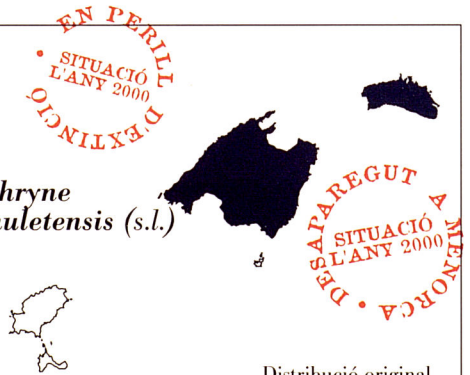 EN PERILL D'EXTINCIÓ •
SITUACIÓ
L'ANY 2000
hryne
uletensis (s.l.)
DESAPAREGUT A MENORCA •
SITUACIÓ
L'ANY 2000
Distribució original